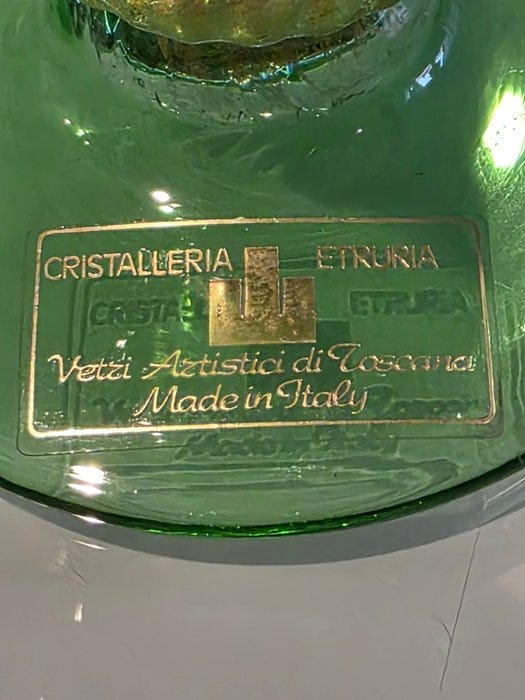 CRISTALLERIA ETRURIA
Vetri Artistici di Toscana
Made in Italy